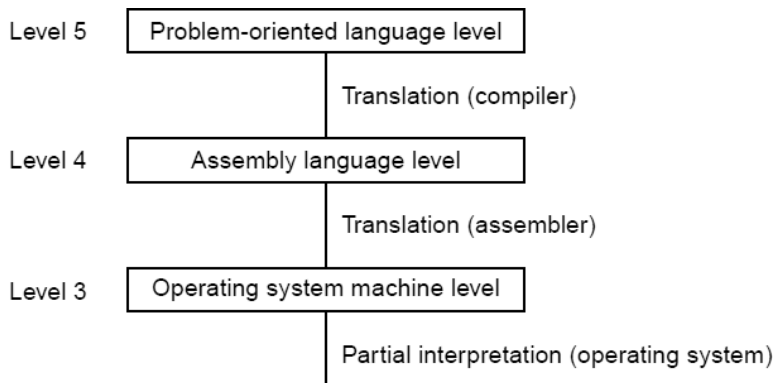 Level 5 Problem-oriented language level
Translation (compiler)
Level 4 Assembly language level
Translation (assembler)
Level 3 Operating system machine level
Partial interpretation (operating system)